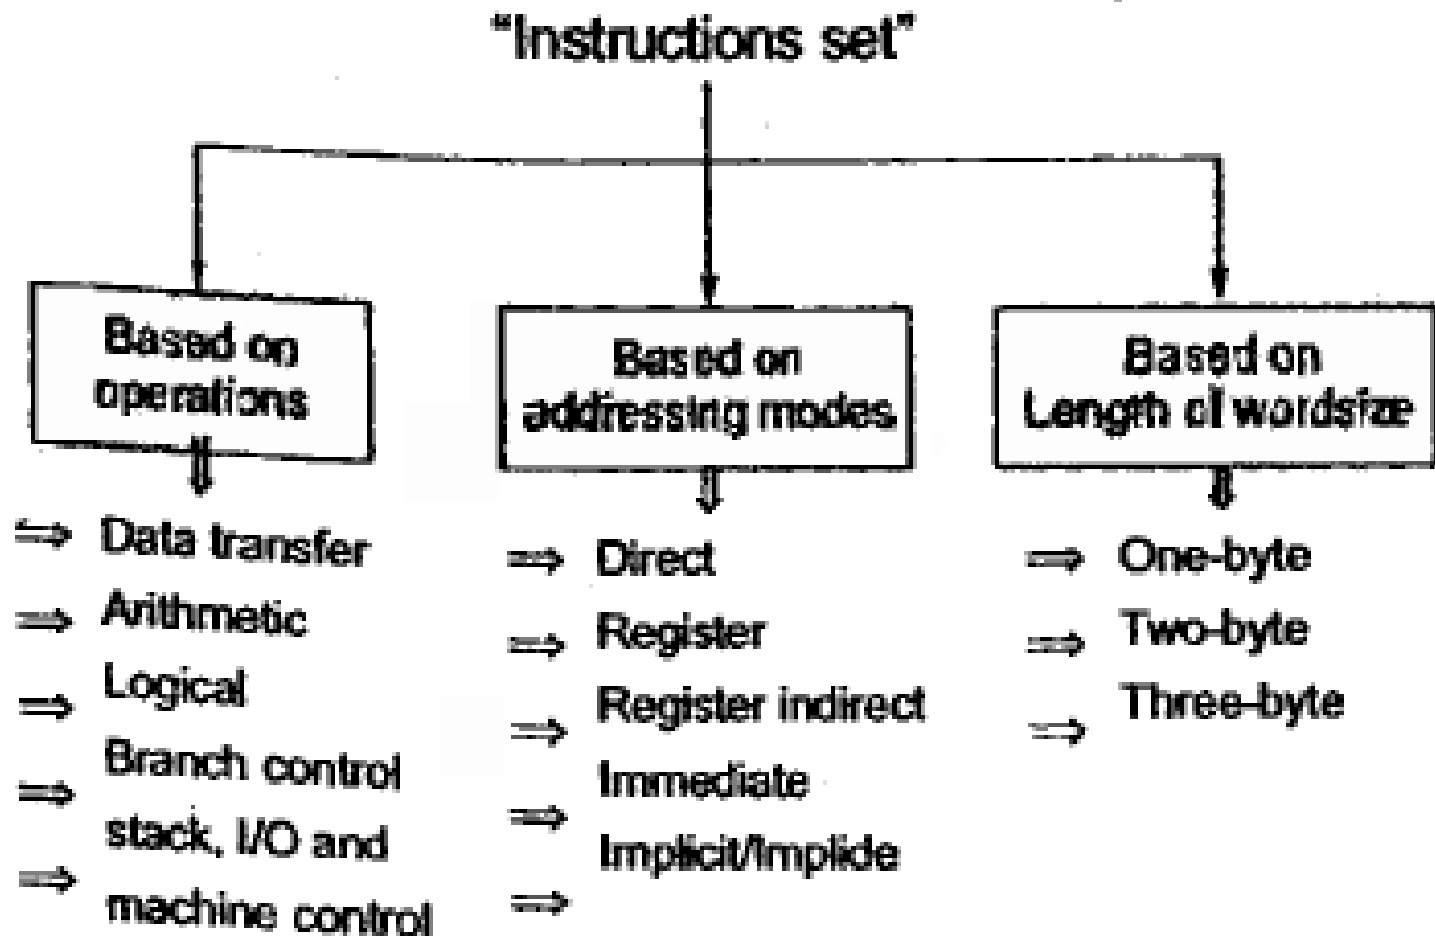 “Instructions set”
Based on
operations
Data transfer
Arithmetic
Logical
Branch control
stack, I/O and
machine control
Based on
addressing modes
Direct
Register
Register indirect
Immediate
Implicit/Implide
Based on
Length of wordsize
One-byte
Two-byte
Three-byte